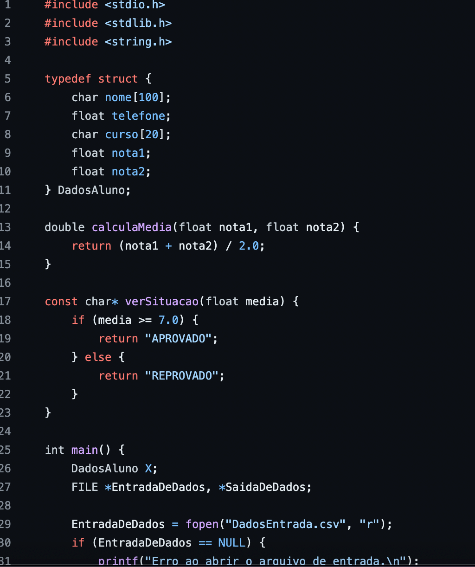 1 #include <stdio.h>
2 #include <stdlib.h>
3 #include <string.h>
4
5 typedef struct {
6     char nome[100];
7     float telefone;
8     char curso[20];
9     float nota1;
10     float nota2;
11 } DadosAluno;
12
13 double calculaMedia(float nota1, float nota2) {
14     return (nota1 + nota2) / 2.0;
15 }
16
17 const char* verSituacao(float media) {
18     if (media >= 7.0) {
19         return "APROVADO";
20     } else {
21         return "REPROVADO";
22     }
23 }
24
25 int main() {
26     DadosAluno X;
27     FILE *EntradaDeDados, *SaidaDeDados;
28
29     EntradaDeDados = fopen("DadosEntrada.csv", "r");
30     if (EntradaDeDados == NULL) {
31         printf("Erro ao abrir o arquivo de entrada.\n");